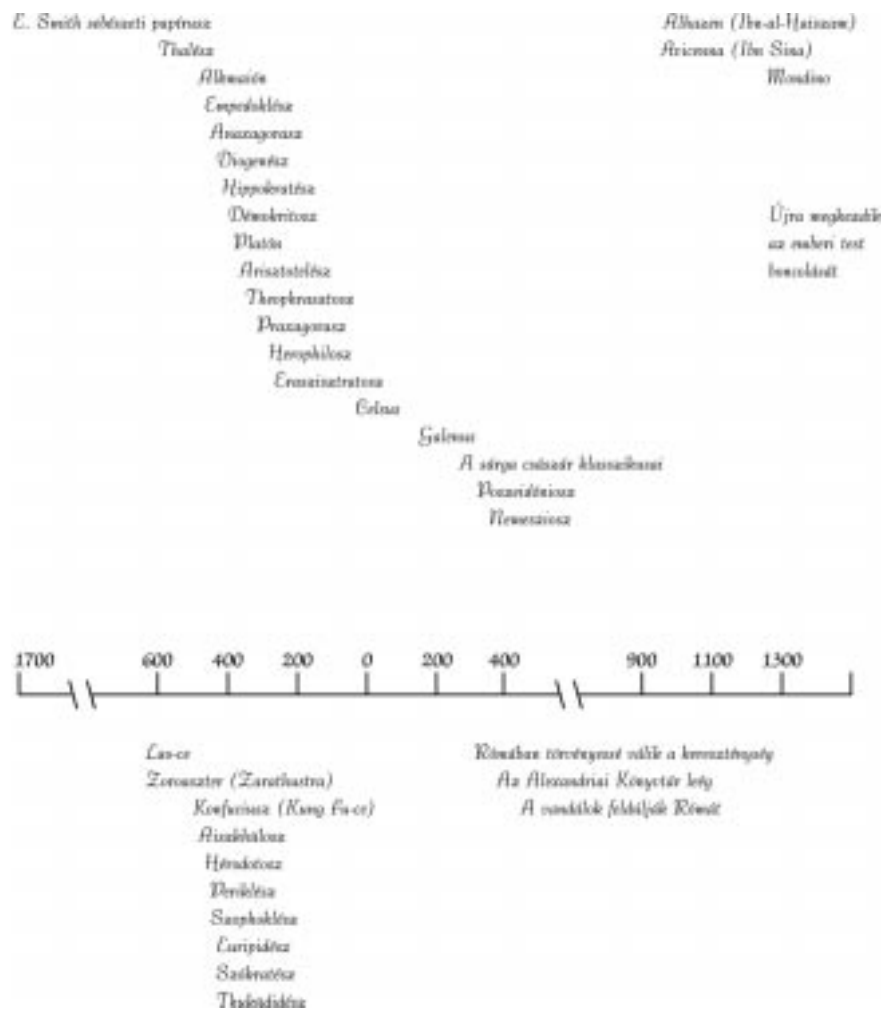 E. Smith sebészeti papírusz
Alhazen (Ibn-al-Haiszam)
Thalész
Avicenna (Ibn Sina)
Alkmaión
Mondino
Empedoklész
Anaxagorasz
Diogenész
Hippokratész
Démokritosz
Újra megkezdik
Platón
az emberi test
Arisztotelész
boncolását
Theophrasztosz
Praxagorasz
Herophilosz
Eraszisztratosz
Celsus
Galenus
A sárga császár klasszikusai
Poszeidóniosz
Nemesziosz
1700 600 400 200 0 200 400 900 1100 1300
Lao-ce
Rómában törvényessé válik a kereszténység
Zoroaszter (Zarathustra)
Az Alexandriai Könyvtár leég
Konfuciusz (Kung Fu-ce)
A vandálok feldúlják Rómát
Aiszkhülosz
Hérodotosz
Periklész
Szophoklész
Euripidész
Szókratész
Thuküdidész